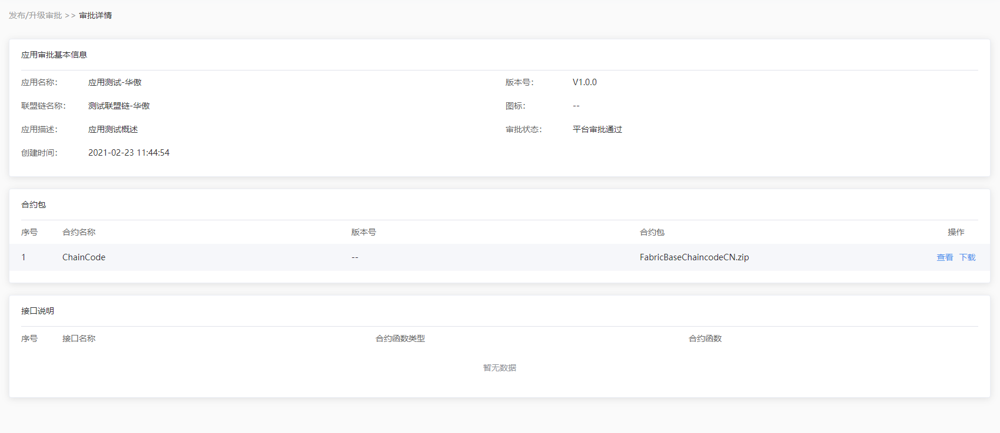 发布/升级审批 >> 审批详情
应用审批基本信息
应用名称: 应用测试-华傲 版本号: V1.0.0
联盟链名称: 测试联盟链-华傲 图标: --
应用描述: 应用测试概述 审批状态: 平台审批通过
创建时间: 2021-02-23 11:44:54
合约包
序号 合约名称 版本号 合约包 操作
1 ChainCode -- FabricBaseChaincodeCN.zip 查看 下载
接口说明
序号 接口名称 合约函数类型 合约函数
暂无数据